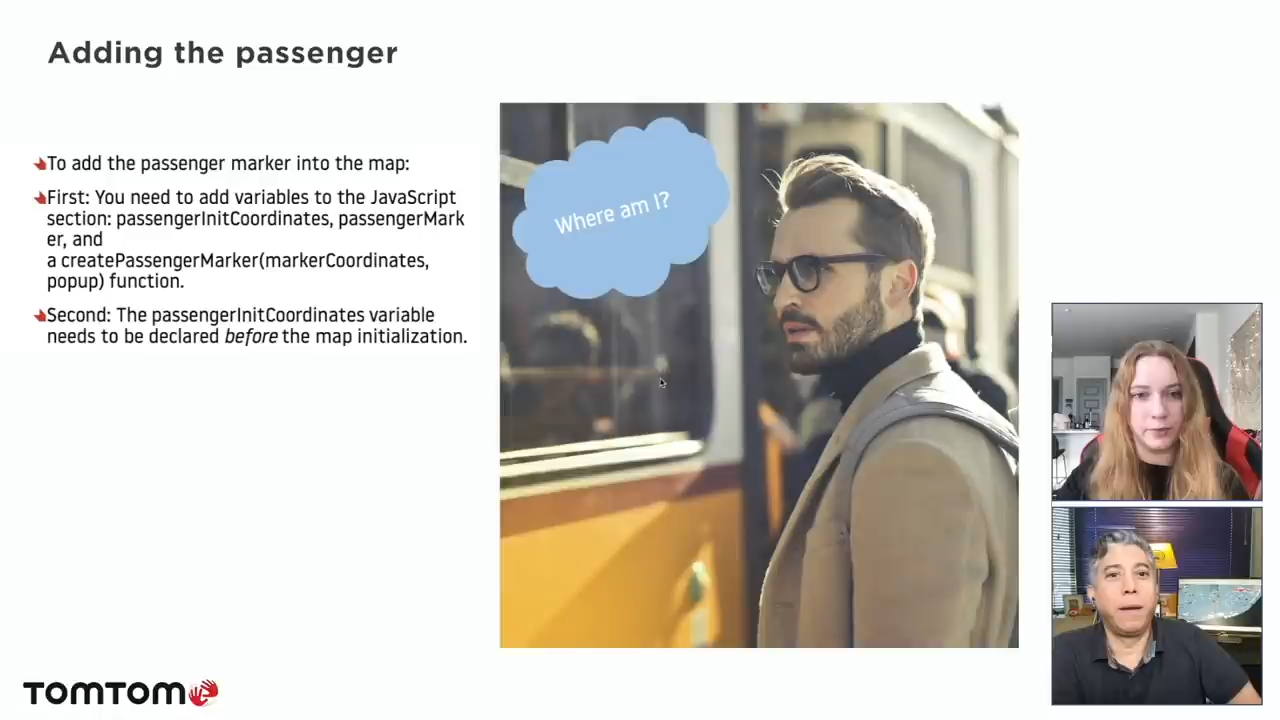 Adding the passenger
To add the passenger marker into the map:
First: You need to add variables to the JavaScript
section: passengerInitCoordinates, passengerMark
er, and
a createPassengerMarker(markerCoordinates,
popup) function.
Second: The passengerInitCoordinates variable
needs to be declared before the map initialization.
Where am I?
TOMTOM